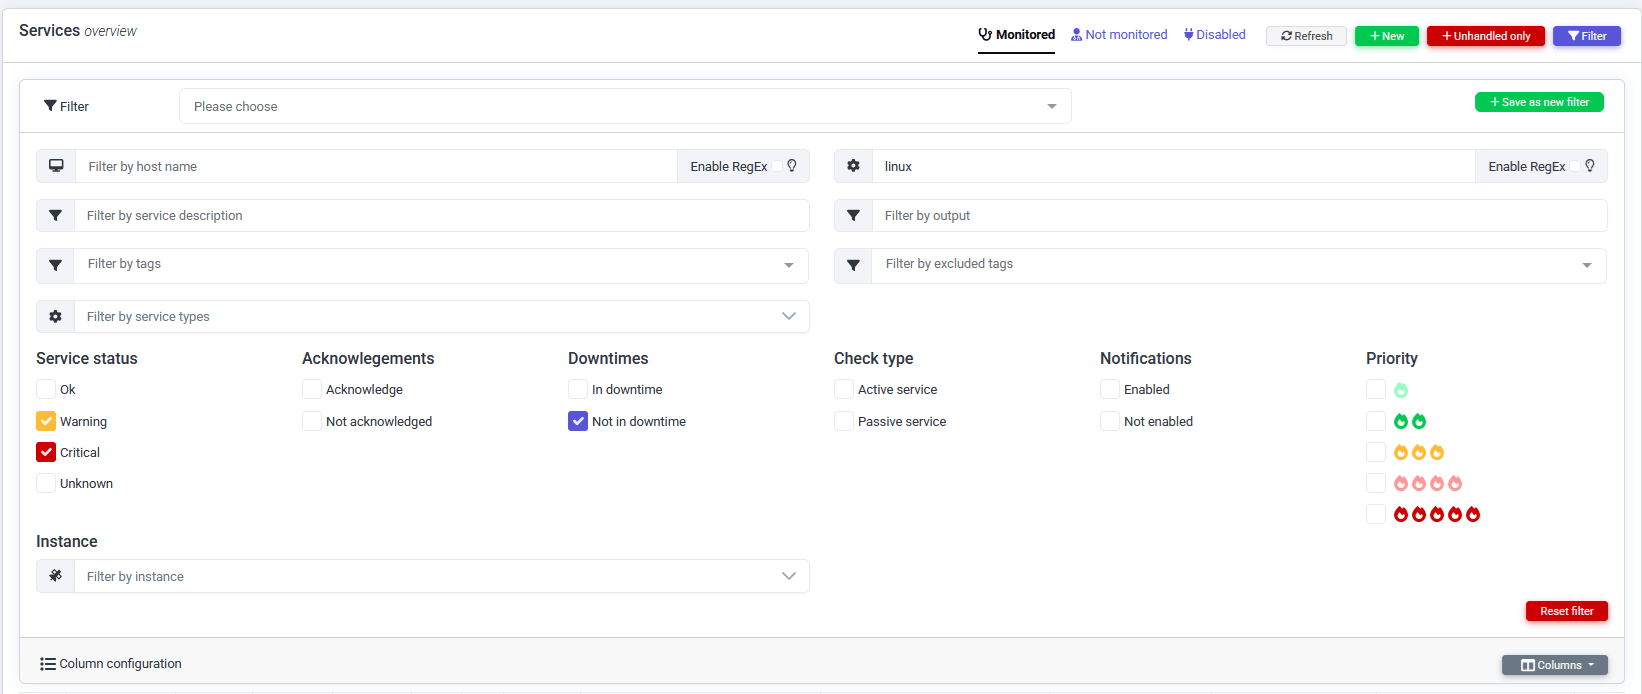 Services overview
Monitored
Not monitored
Disabled
Refresh
+ New
+ Unhandled only
Filter
Filter
Please choose
+ Save as new filter
Filter by host name
Enable RegEx
linux
Enable RegEx
Filter by service description
Filter by output
Filter by tags
Filter by excluded tags
Filter by service types
Service status
Ok
Warning
Critical
Unknown
Acknowlegements
Acknowledge
Not acknowledged
Downtimes
In downtime
Not in downtime
Check type
Active service
Passive service
Notifications
Enabled
Not enabled
Priority
Instance
Filter by instance
Reset filter
Column configuration
Columns